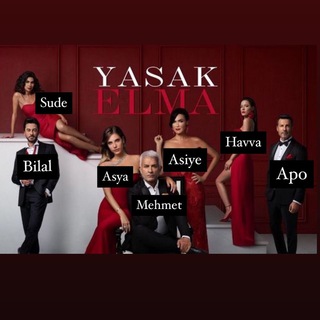 YASAK
ELMA
Sude
Bilal
Asya
Mehmet
Asiye
Havva
Apo